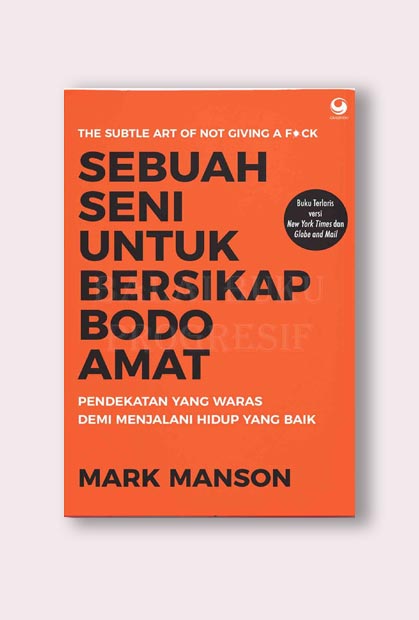 THE SUBTLE ART OF NOT GIVING A F*CK
SEBUAH
SENI
UNTUK
BERSIKAP
BODO
AMAT
Buku Terlaris
versi
New York Times dan
Globe and Mail
PENDEKATAN YANG WARAS
DEMI MENJALANI HIDUP YANG BAIK
MARK MANSON